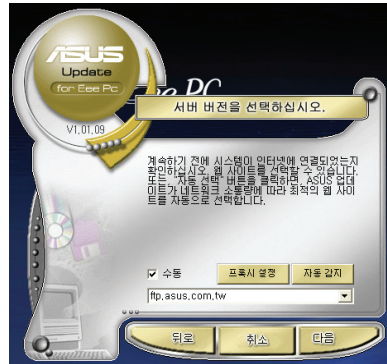 ASUS
Update
for Eee Pc
V1.01.09
서버 버전을 선택하십시오.
계속하기 전에 시스템이 인터넷에 연결되었는지
확인하십시오. 웹 사이트를 선택할 수 있습니다.
또는 "자동 선택" 버튼을 클릭하면, ASUS 업데
이트가 네트워크 소통량에 따라 최적의 웹 사이
트를 자동으로 선택합니다.
수동
프록시 설정
자동 감지
ftp.asus.com.tw
뒤로
취소
다음